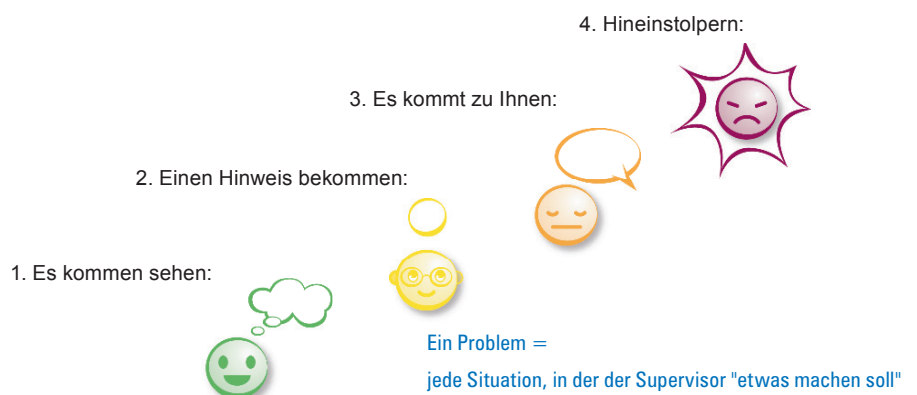 4. Hineinstolpern:
3. Es kommt zu Ihnen:
2. Einen Hinweis bekommen:
1. Es kommen sehen:
Ein Problem =
jede Situation, in der der Supervisor "etwas machen soll"